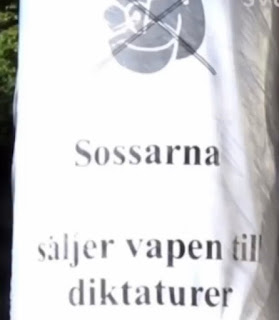 Sossarna
säljer vapen till
diktaturer